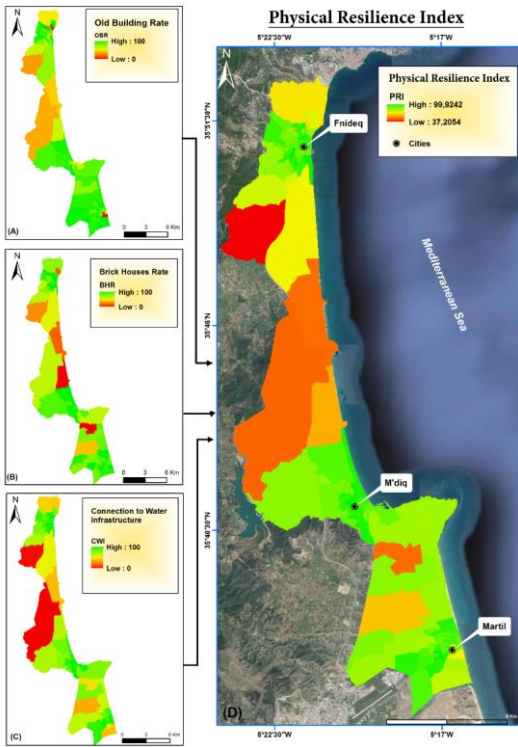 Old Building Rate
OBR
High : 100
Low : 0
N
0 3 6 Km
(A)
Brick Houses Rate
BHR
High : 100
Low : 0
N
0 3 6 Km
(B)
Connection to Water
Infrastructure
CWI
High : 100
Low : 0
N
0 3 6 Km
(C)
Physical Resilience Index
5°22'30"N 5°17'N
N
Physical Resilience Index
PRI
High : 99,9242
Low : 37,2054
Cities
35°51'30"N
Fnideq
Mediterranean Sea
35°46'N
M'diq
35°40'30"N
Martil
(D)
6 Km
5°22'30"N 5°17'N